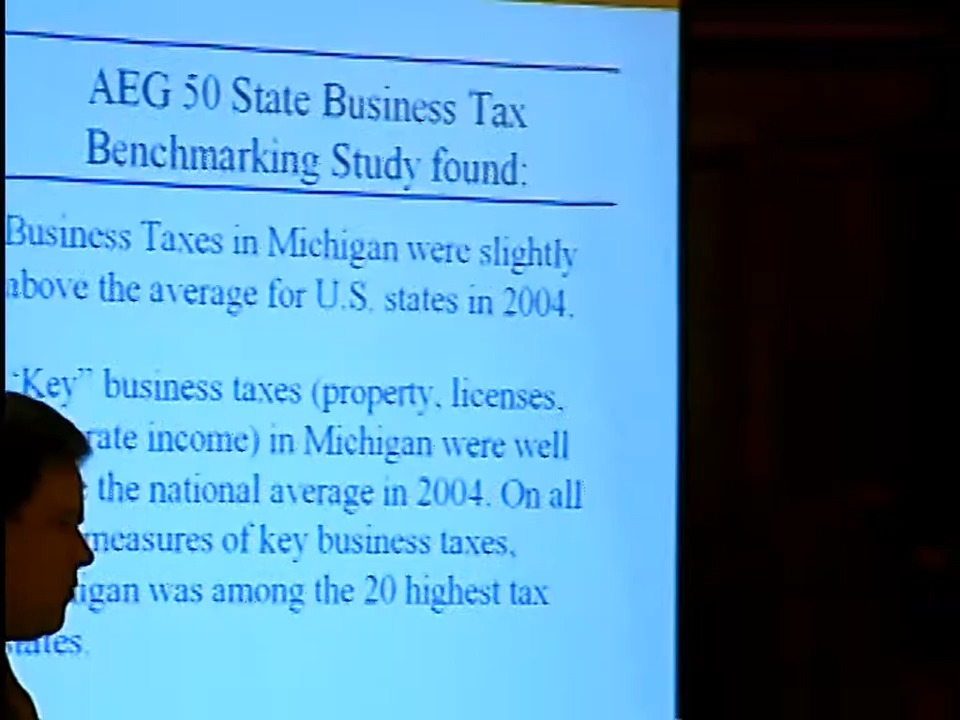 AEG 50 State Business Tax
Benchmarking Study found:
Business Taxes in Michigan were slightly
above the average for U.S. states in 2004.
“Key” business taxes (property, licenses,
rate income) in Michigan were well
the national average in 2004. On all
measures of key business taxes,
igan was among the 20 highest tax
states.